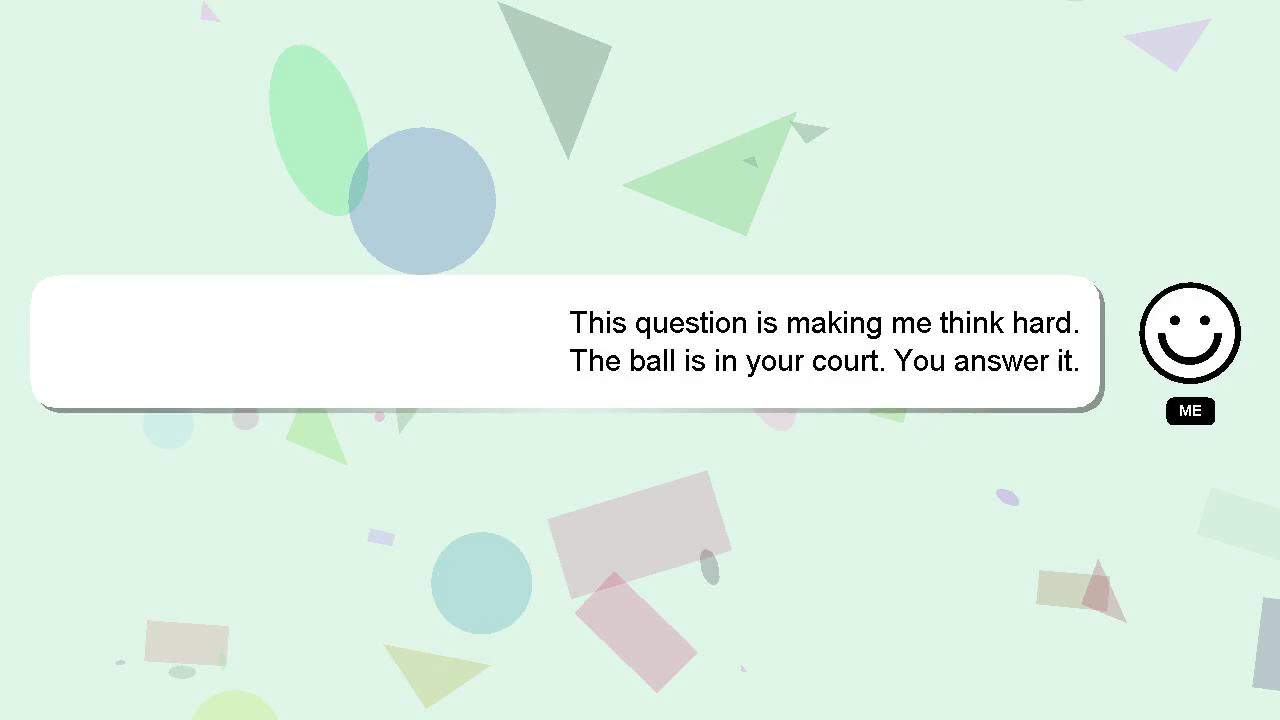 This question is making me think hard.
The ball is in your court. You answer it.
ME